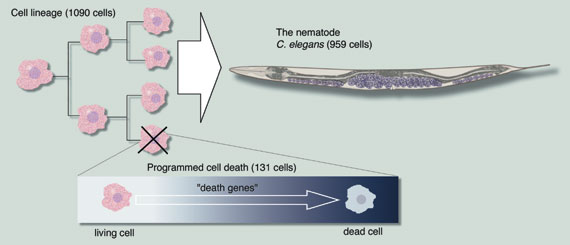 Cell lineage (1090 cells)
The nematode
C. elegans (959 cells)
Programmed cell death (131 cells)
"death genes"
living cell
dead cell